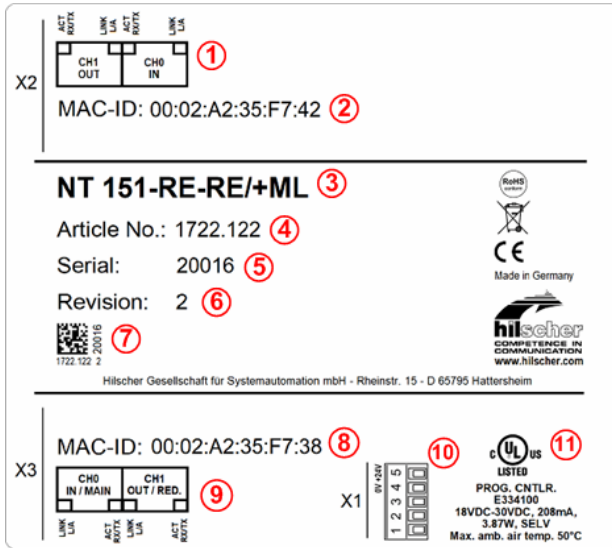 ACT RX/TX LINK L/A ACT RX/TX LINK L/A
X2
CH1 OUT
CH0 IN
1
MAC-ID: 00:02:A2:35:F7:42 2
NT 151-RE-RE/+ML 3
RoHS
Article No.: 1722.122 4
Serial: 20016 5
CE
Made in Germany
Revision: 2 6
20016
7
1722.122 2
hilscher
COMPETENCE IN
COMMUNICATION
www.hilscher.com
Hilscher Gesellschaft für Systemautomation mbH - Rheinstr. 15 - D 65795 Hattersheim
MAC-ID: 00:02:A2:35:F7:38 8
X3
CH0 IN / MAIN
CH1 OUT / RED.
9
LINK L/A ACT RX/TX LINK L/A ACT RX/TX
X1
0V +24V
1 2 3 4 5
10
C UL US
LISTED
11
PROG. CNTLR.
E334100
18VDC-30VDC, 208mA,
3.87W, SELV
Max. amb. air temp. 50°C